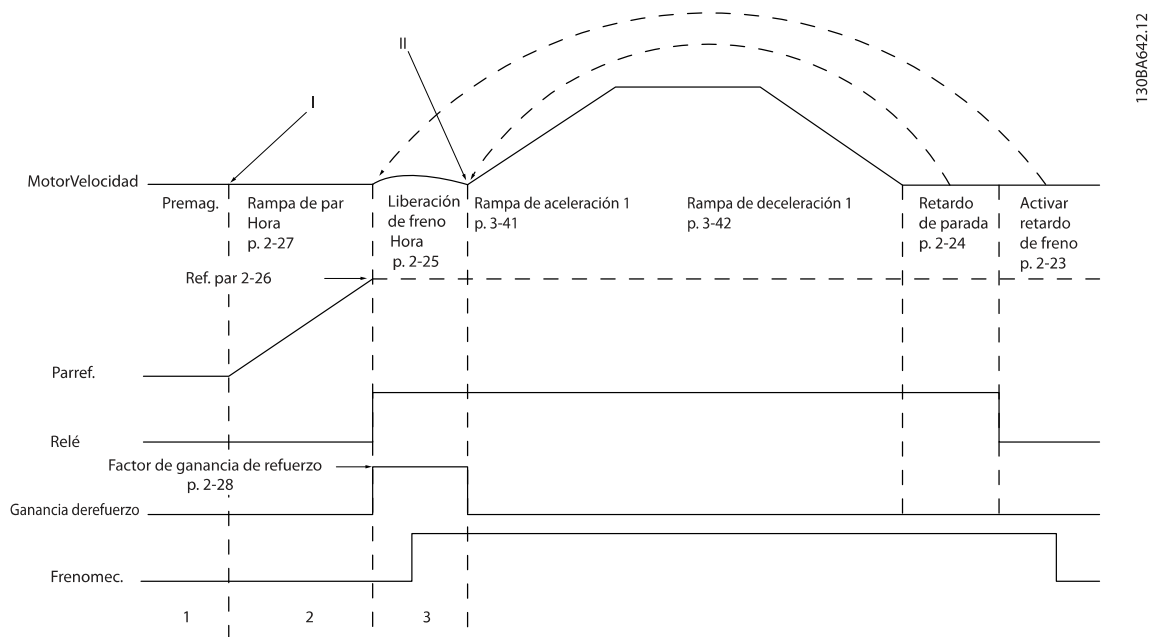 130BA642.12
II
I
MotorVelocidad
Premag.
Rampa de par
Hora
p. 2-27
Liberación
de freno
Hora
p. 2-25
Rampa de aceleración 1
p. 3-41
Rampa de deceleración 1
p. 3-42
Retardo
de parada
p. 2-24
Activar
retardo
de freno
p. 2-23
Ref. par 2-26
Parref.
Relé
Factor de ganancia de refuerzo
p. 2-28
Ganancia derefuerzo
Frenomec.
1
2
3